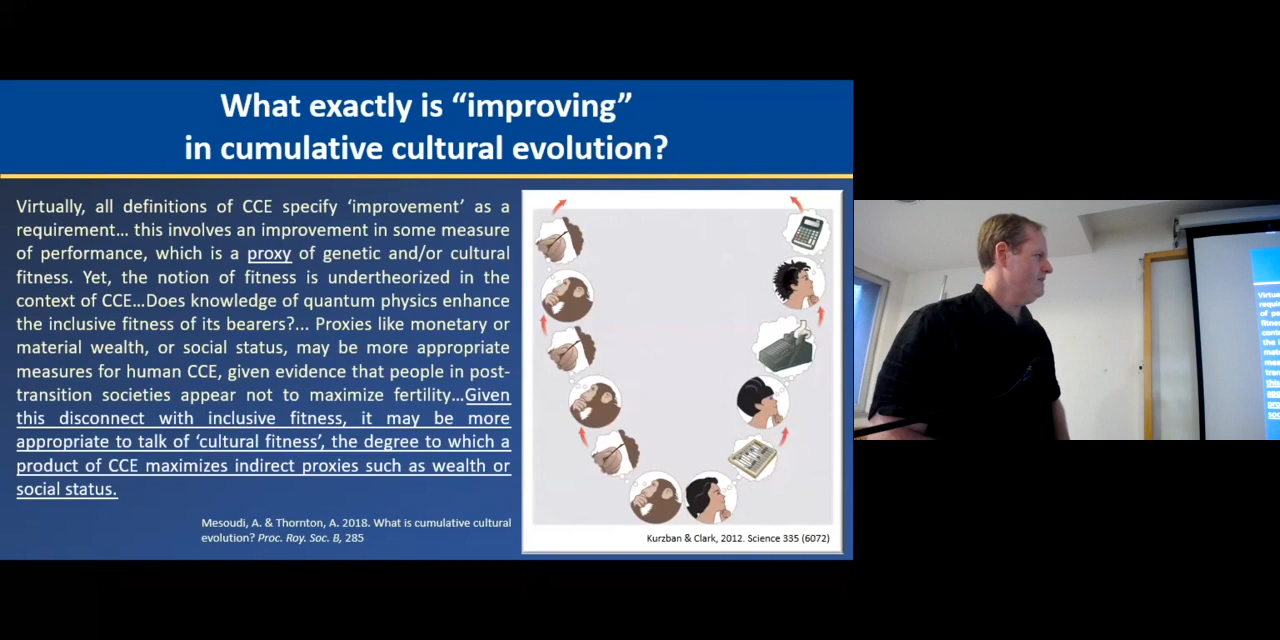 What exactly is “improving”
in cumulative cultural evolution?
Virtually, all definitions of CCE specify ‘improvement’ as a
requirement… this involves an improvement in some measure
of performance, which is a proxy of genetic and/or cultural
fitness. Yet, the notion of fitness is undertheorized in the
context of CCE…Does knowledge of quantum physics enhance
the inclusive fitness of its bearers?... Proxies like monetary or
material wealth, or social status, may be more appropriate
measures for human CCE, given evidence that people in post-
transition societies appear not to maximize fertility…Given
this disconnect with inclusive fitness, it may be more
appropriate to talk of ‘cultural fitness’, the degree to which a
product of CCE maximizes indirect proxies such as wealth or
social status.
Mesoudi, A. & Thornton, A. 2018. What is cumulative cultural
evolution? Proc. Roy. Soc. B, 285
Kurzban & Clark, 2012. Science 335 (6072)